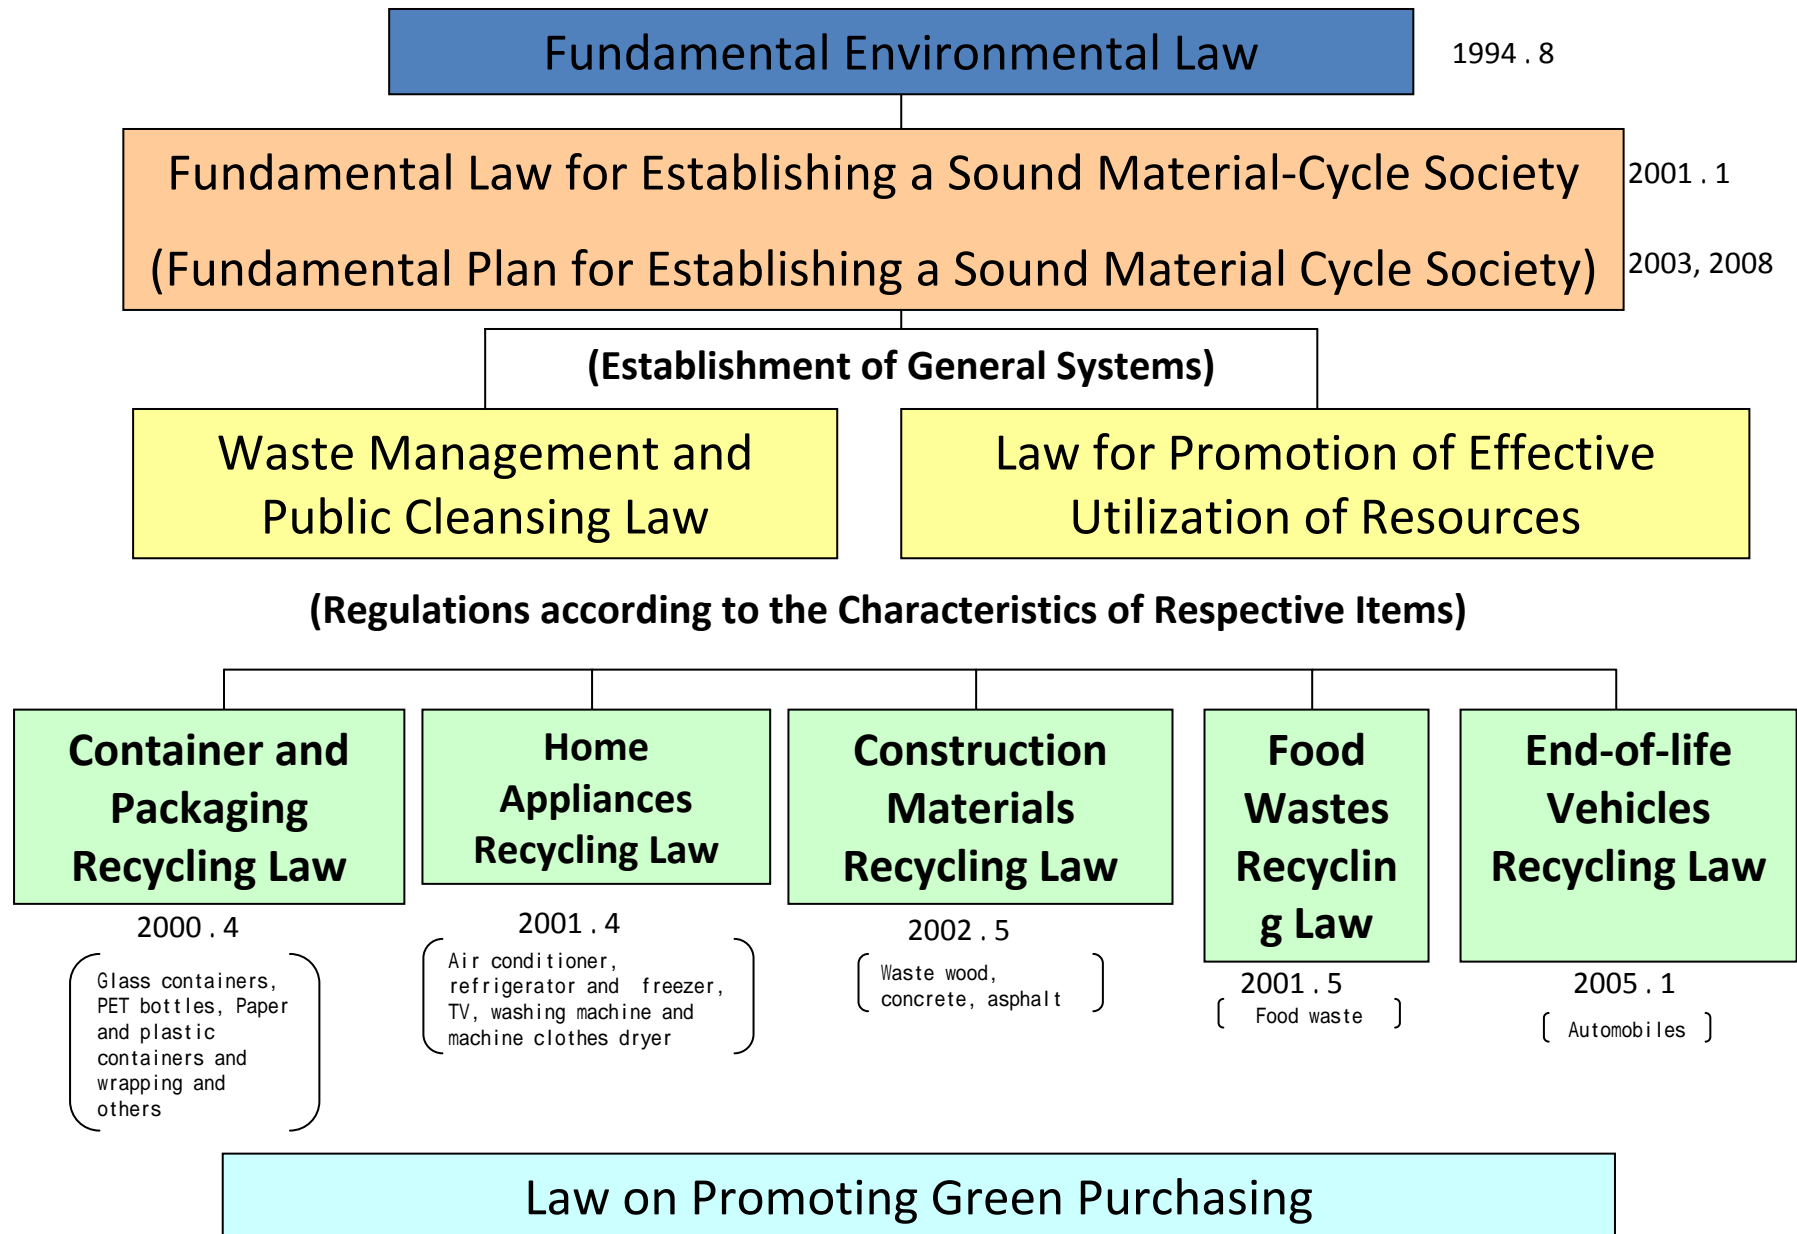 Fundamental Environmental Law
1994 . 8
Fundamental Law for Establishing a Sound Material-Cycle Society
2001 . 1
(Fundamental Plan for Establishing a Sound Material Cycle Society)
2003, 2008
(Establishment of General Systems)
Waste Management and
Public Cleansing Law
Law for Promotion of Effective
Utilization of Resources
(Regulations according to the Characteristics of Respective Items)
Container and
Packaging
Recycling Law
2000 . 4
Glass containers,
PET bottles, Paper
and plastic
containers and
wrapping and
others
Home
Appliances
Recycling Law
2001 . 4
Air conditioner,
refrigerator and freezer,
TV, washing machine and
machine clothes dryer
Construction
Materials
Recycling Law
2002 . 5
Waste wood,
concrete, asphalt
Food
Wastes
Recyclin
g Law
2001 . 5
Food waste
End-of-life
Vehicles
Recycling Law
2005 . 1
Automobiles
Law on Promoting Green Purchasing